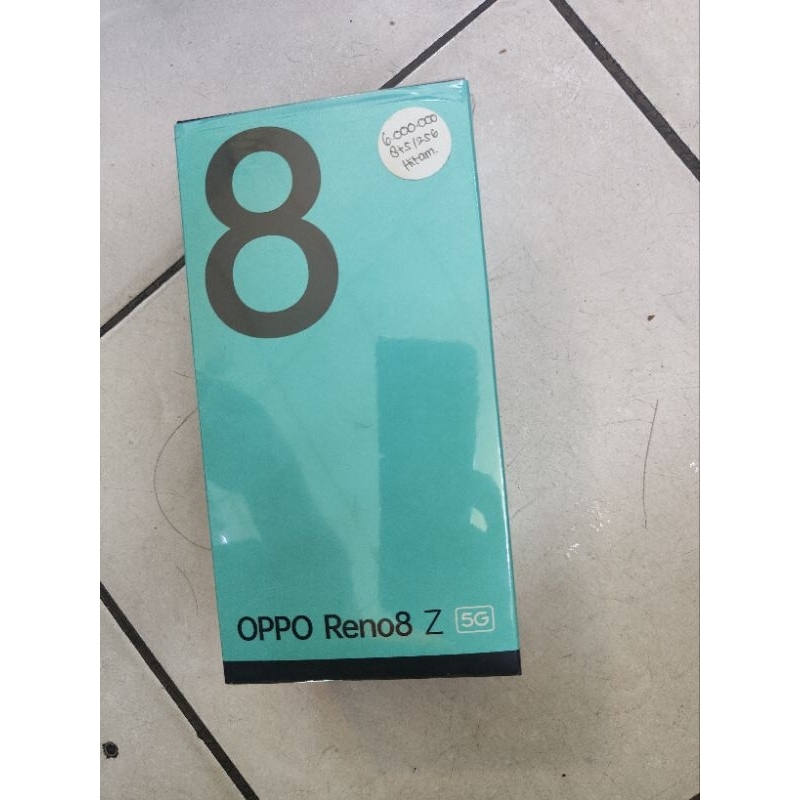 8
6.000.000
8+5/256
Hitam.
OPPO Reno8 Z 5G